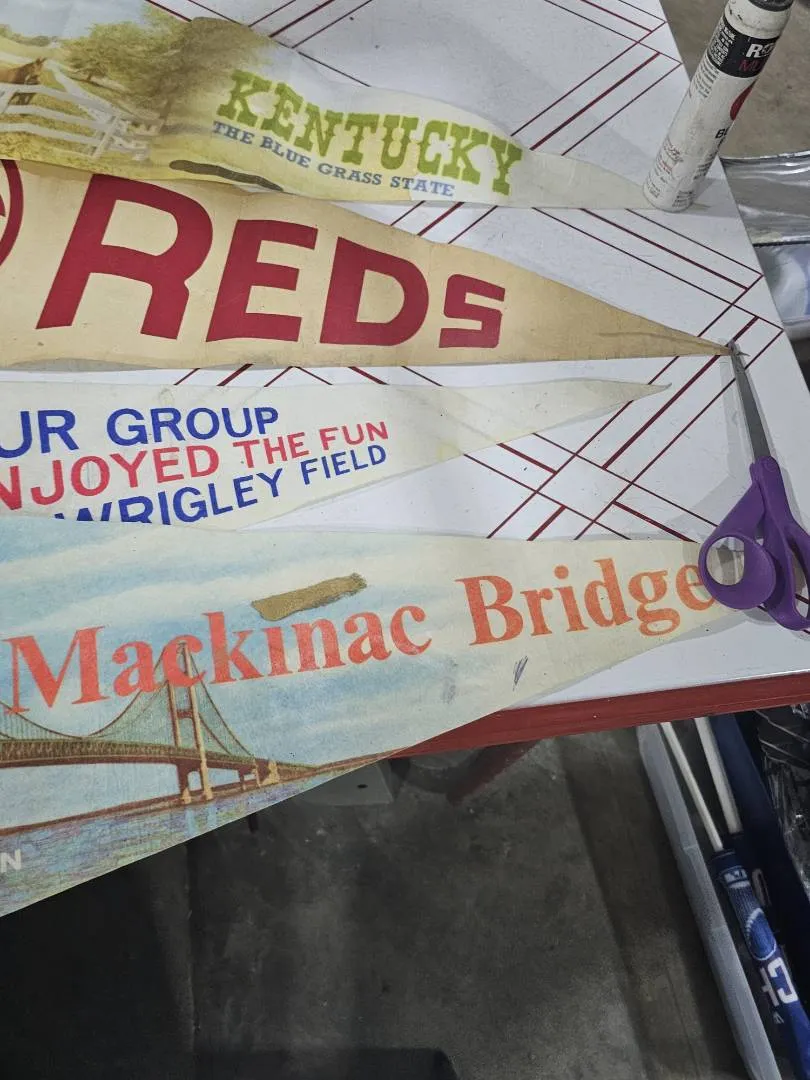 KENTUCKY
THE BLUE GRASS STATE
REDS
UR GROUP
NJOYED THE FUN
WRIGLEY FIELD
Mackinac Bridge
N